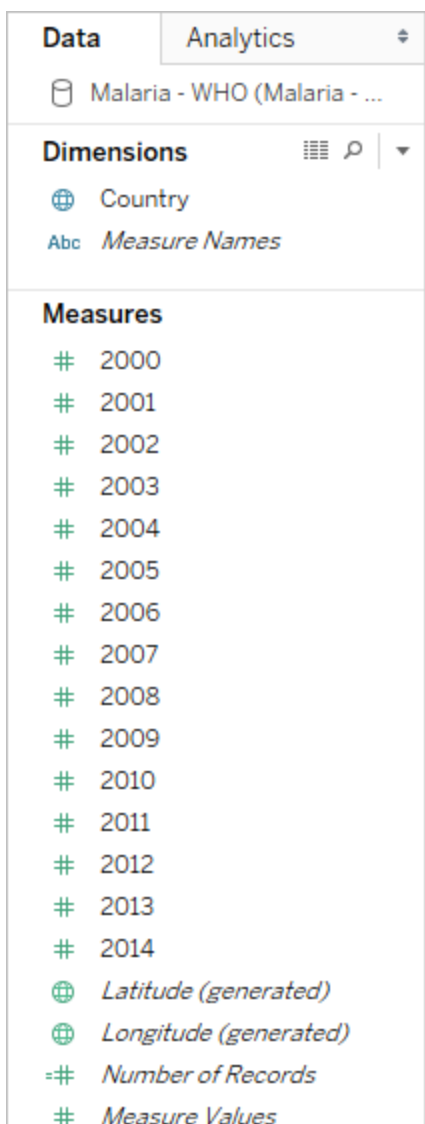 Data Analytics
Malaria - WHO (Malaria - ...
Dimensions
Country
Abc Measure Names
Measures
# 2000
# 2001
# 2002
# 2003
# 2004
# 2005
# 2006
# 2007
# 2008
# 2009
# 2010
# 2011
# 2012
# 2013
# 2014
Latitude (generated)
Longitude (generated)
=# Number of Records
# Measure Values